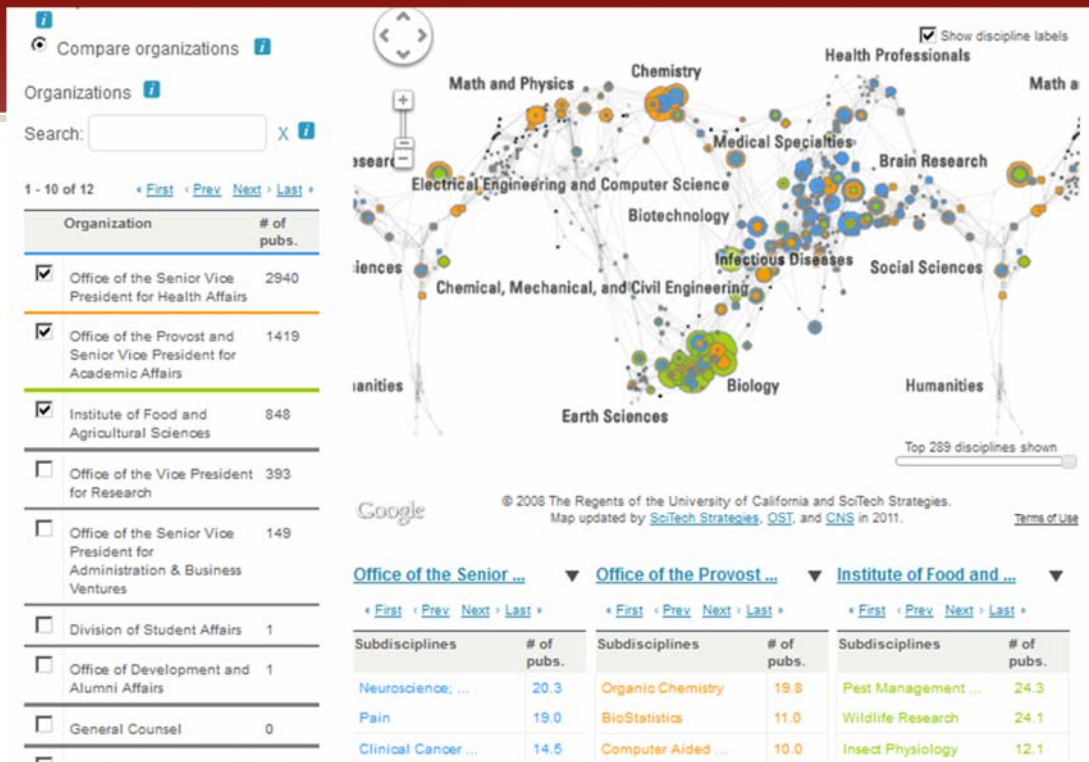 Compare organizations
Organizations
Search:
X
1 - 10 of 12 « First ‹ Prev Next › Last »
Organization # of
pubs.
Office of the Senior Vice 2940
President for Health Affairs
Office of the Provost and 1419
Senior Vice President for
Academic Affairs
Institute of Food and 848
Agricultural Sciences
Office of the Vice President 393
for Research
Office of the Senior Vice 149
President for
Administration & Business
Ventures
Division of Student Affairs 1
Office of Development and 1
Alumni Affairs
General Counsel 0
Show discipline labels
Health Professionals
Math and Physics
Chemistry
Math a
Medical Specialties
Brain Research
Electrical Engineering and Computer Science
Biotechnology
Infectious Diseases
iences
Social Sciences
Chemical, Mechanical, and Civil Engineering
Biology
anities
Humanities
Earth Sciences
Top 289 disciplines shown
Google
© 2008 The Regents of the University of California and SciTech Strategies.
Map updated by SciTech Strategies, OST, and CNS in 2011.
Terms of Use
Office of the Senior ... Office of the Provost ... Institute of Food and ...
« First ‹ Prev Next › Last » « First ‹ Prev Next › Last » « First ‹ Prev Next › Last »
Subdisciplines # of Subdisciplines # of Subdisciplines # of
pubs. pubs. pubs.
Neuroscience; ... 20.3 Organic Chemistry 19.8 Pest Management ... 24.3
Pain 19.0 BioStatistics 11.0 Wildlife Research 24.1
Clinical Cancer ... 14.5 Computer Aided ... 10.0 Insect Physiology 12.1